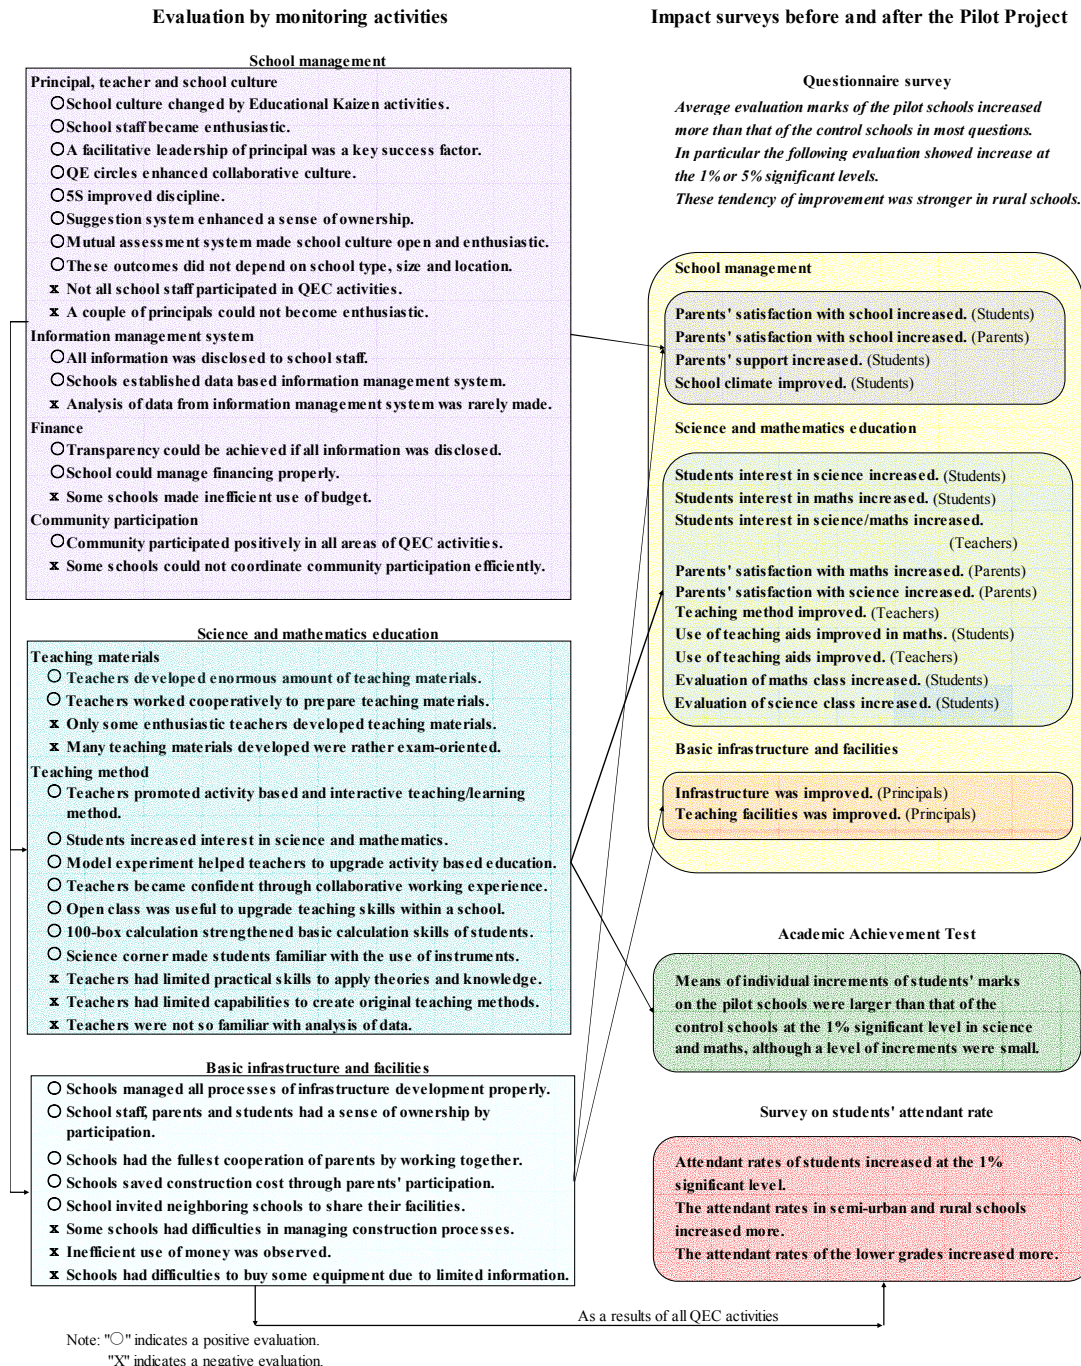 Evaluation by monitoring activities
School management
Principal, teacher and school culture
○ School culture changed by Educational Kaizen activities.
○ School staff became enthusiastic.
○ A facilitative leadership of principal was a key success factor.
○ QE circles enhanced collaborative culture.
○ 5S improved discipline.
○ Suggestion system enhanced a sense of ownership.
○ Mutual assessment system made school culture open and enthusiastic.
○ These outcomes did not depend on school type, size and location.
x Not all school staff participated in QEC activities.
x A couple of principals could not become enthusiastic.
Information management system
○ All information was disclosed to school staff.
○ Schools established data based information management system.
x Analysis of data from information management system was rarely made.
Finance
○ Transparency could be achieved if all information was disclosed.
○ School could manage financing properly.
x Some schools made inefficient use of budget.
Community participation
○ Community participated positively in all areas of QEC activities.
x Some schools could not coordinate community participation efficiently.
Science and mathematics education
Teaching materials
○ Teachers developed enormous amount of teaching materials.
○ Teachers worked cooperatively to prepare teaching materials.
x Only some enthusiastic teachers developed teaching materials.
x Many teaching materials developed were rather exam-oriented.
Teaching method
○ Teachers promoted activity based and interactive teaching/learning
method.
○ Students increased interest in science and mathematics.
○ Model experiment helped teachers to upgrade activity based education.
○ Teachers became confident through collaborative working experience.
○ Open class was useful to upgrade teaching skills within a school.
○ 100-box calculation strengthened basic calculation skills of students.
○ Science corner made students familiar with the use of instruments.
x Teachers had limited practical skills to apply theories and knowledge.
x Teachers had limited capabilities to create original teaching methods.
x Teachers were not so familiar with analysis of data.
Basic infrastructure and facilities
○ Schools managed all processes of infrastructure development properly.
○ School staff, parents and students had a sense of ownership by
participation.
○ Schools had the fullest cooperation of parents by working together.
○ Schools saved construction cost through parents' participation.
○ School invited neighboring schools to share their facilities.
x Some schools had difficulties in managing construction processes.
x Inefficient use of money was observed.
x Schools had difficulties to buy some equipment due to limited information.
Impact surveys before and after the Pilot Project
Questionnaire survey
Average evaluation marks of the pilot schools increased
more than that of the control schools in most questions.
In particular the following evaluation showed increase at
the 1% or 5% significant levels.
These tendency of improvement was stronger in rural schools.
School management
Parents' satisfaction with school increased. (Students)
Parents' satisfaction with school increased. (Parents)
Parents' support increased. (Students)
School climate improved. (Students)
Science and mathematics education
Students interest in science increased. (Students)
Students interest in maths increased. (Students)
Students interest in science/maths increased.
(Teachers)
Parents' satisfaction with maths increased. (Parents)
Parents' satisfaction with science increased. (Parents)
Teaching method improved. (Teachers)
Use of teaching aids improved in maths. (Students)
Use of teaching aids improved. (Teachers)
Evaluation of maths class increased. (Students)
Evaluation of science class increased. (Students)
Basic infrastructure and facilities
Infrastructure was improved. (Principals)
Teaching facilities was improved. (Principals)
Academic Achievement Test
Means of individual increments of students' marks
on the pilot schools were larger than that of the
control schools at the 1% significant level in science
and maths, although a level of increments were small.
Survey on students' attendant rate
Attendant rates of students increased at the 1%
significant level.
The attendant rates in semi-urban and rural schools
increased more.
The attendant rates of the lower grades increased more.
As a results of all QEC activities
Note: "○" indicates a positive evaluation.
"X" indicates a negative evaluation.